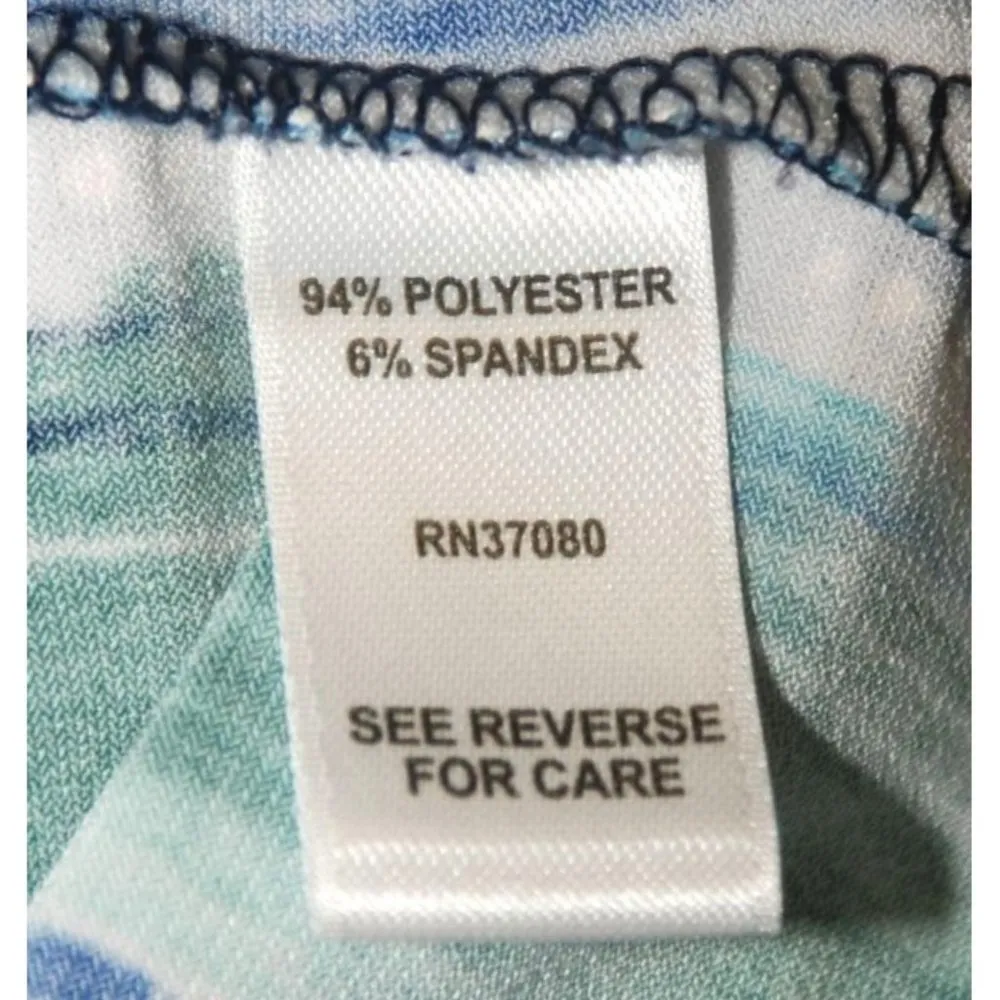 94% POLYESTER
6% SPANDEX
RN37080
SEE REVERSE
FOR CARE